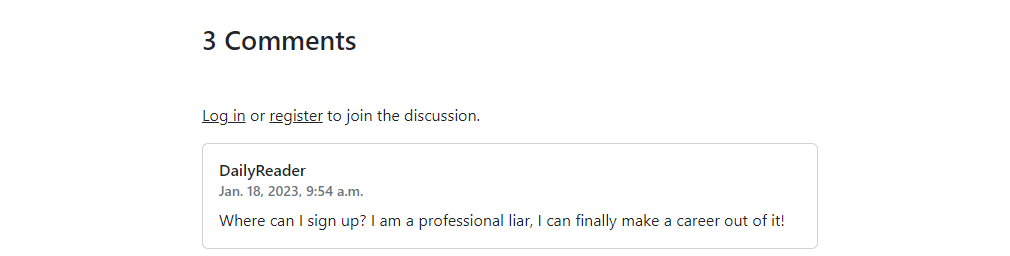 3 Comments
Log in or register to join the discussion.
DailyReader
Jan. 18, 2023, 9:54 a.m.
Where can I sign up? I am a professional liar, I can finally make a career out of it!